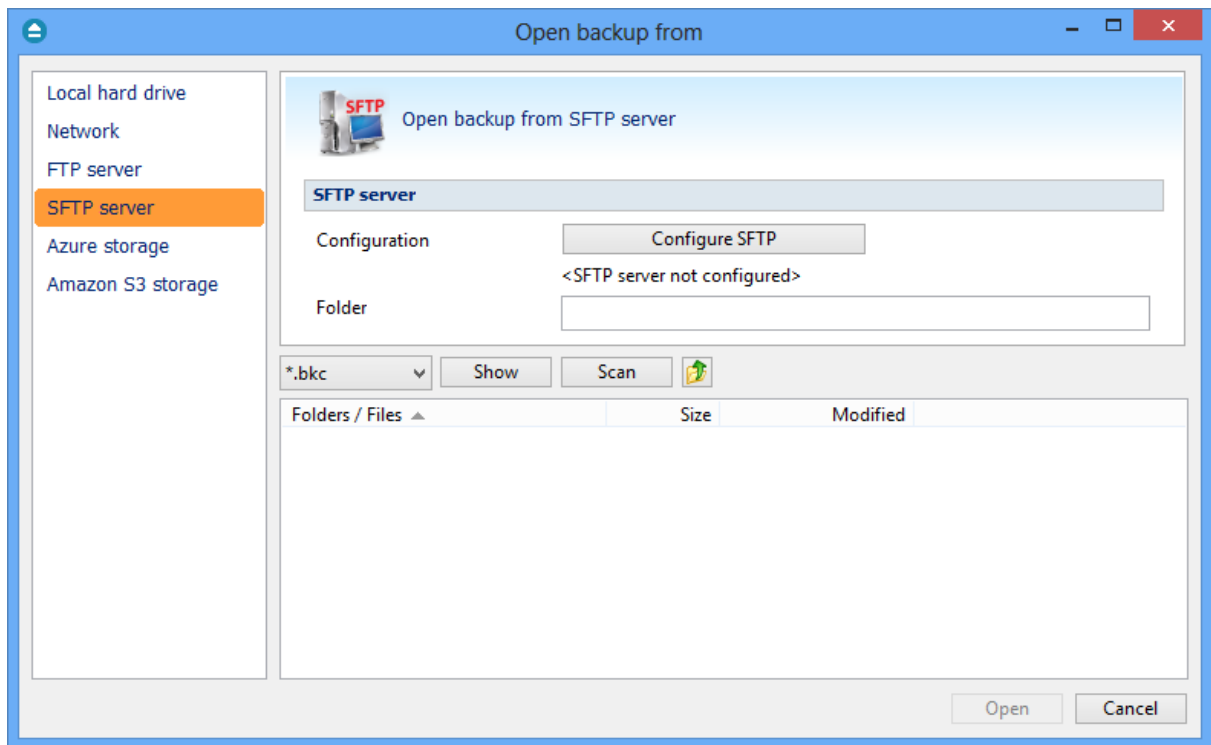 Open backup from
Local hard drive
Network
FTP server
SFTP server
Azure storage
Amazon S3 storage
SFTP
Open backup from SFTP server
SFTP server
Configuration
Configure SFTP
<SFTP server not configured>
Folder
*.bkc
Show
Scan
Folders / Files
Size
Modified
Open
Cancel